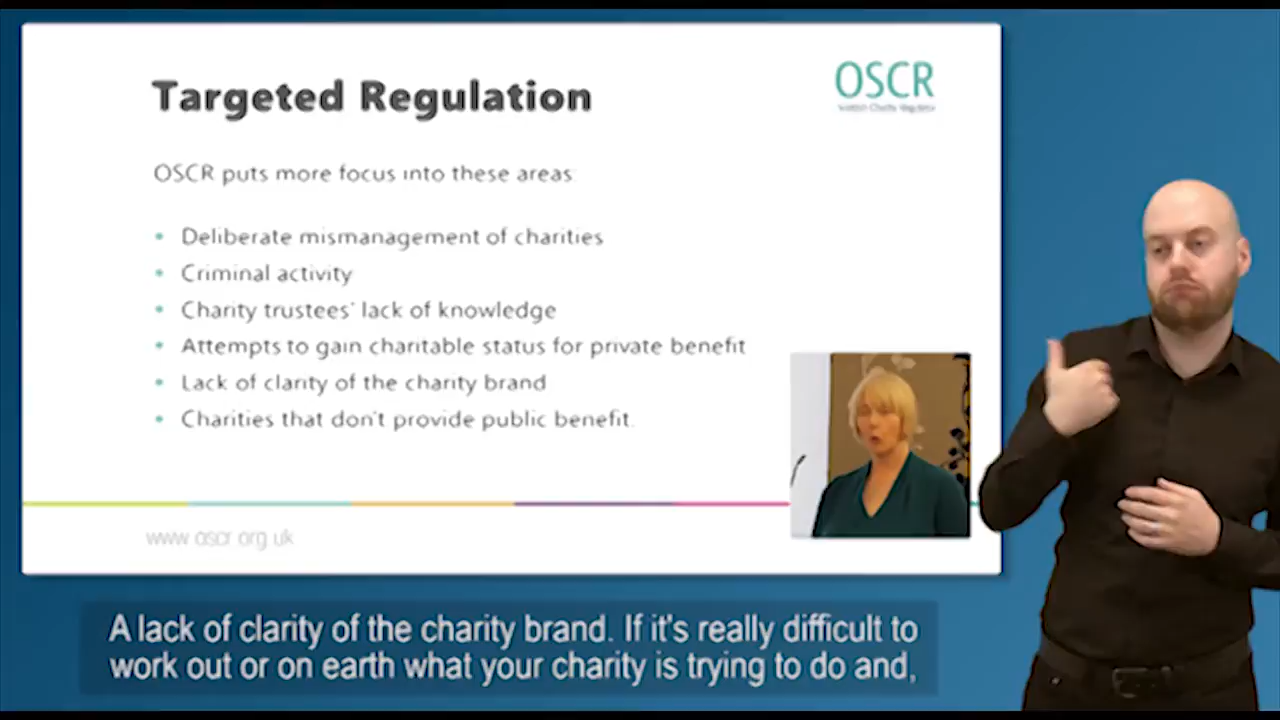 OSCR
Scottish Charity Regulator
Targeted Regulation
OSCR puts more focus into these areas:
• Deliberate mismanagement of charities
• Criminal activity
• Charity trustees' lack of knowledge
• Attempts to gain charitable status for private benefit
• Lack of clarity of the charity brand
• Charities that don't provide public benefit.
www.oscr.org.uk
A lack of clarity of the charity brand. If it's really difficult to
work out or on earth what your charity is trying to do and,